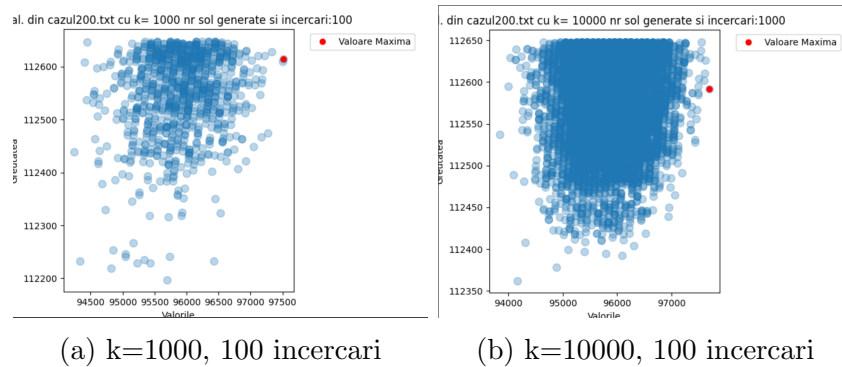 al. din cazul200.txt cu k= 1000 nr sol generate si incercari:100
Valoare Maxima
112600
112500
112400
112300
112200
Greutatea
94500 95000 95500 96000 96500 97000 97500
Valorile
(a) k=1000, 100 incercari
l. din cazul200.txt cu k= 10000 nr sol generate si incercari:1000
Valoare Maxima
112650
112600
112550
112500
112450
112400
112350
Greutatea
94000 95000 96000 97000
Valorile
(b) k=10000, 100 incercari